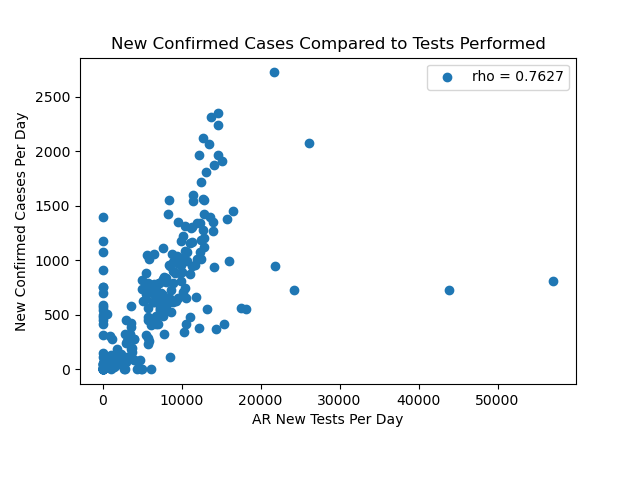 New Confirmed Cases Compared to Tests Performed
rho = 0.7627
New Confirmed Caeses Per Day
2500
2000
1500
1000
500
0
0 10000 20000 30000 40000 50000
AR New Tests Per Day